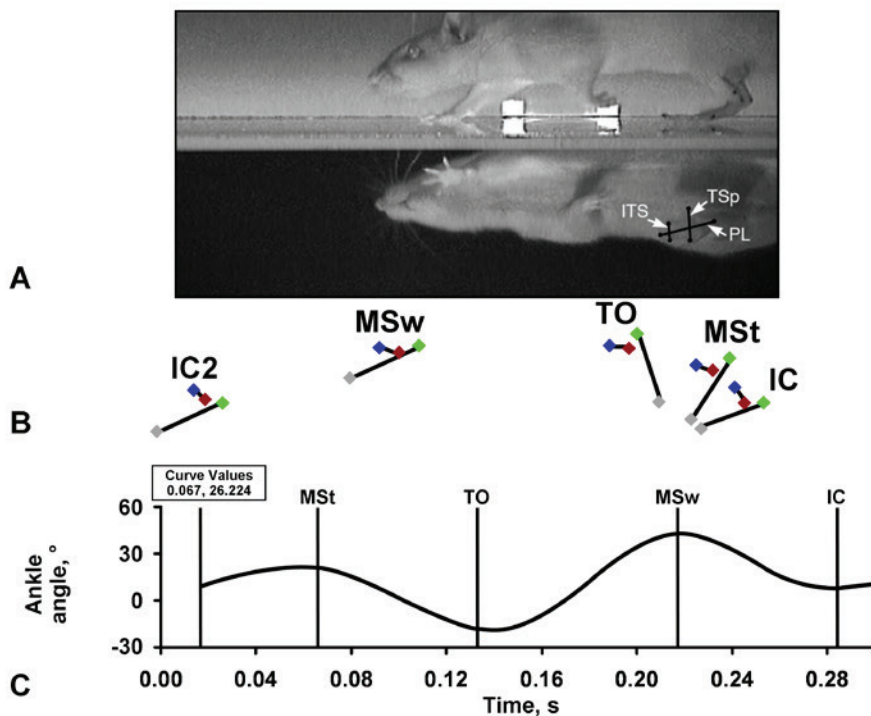 ITS
TSp
PL
A
IC2
MSw
TO
MSt
IC
B
Curve Values
0.067, 26.224
MSt
TO
MSw
IC
60
30
0
-30
Ankle
angle, °
0.00 0.04 0.08 0.12 0.16 0.20 0.24 0.28
Time, s
C